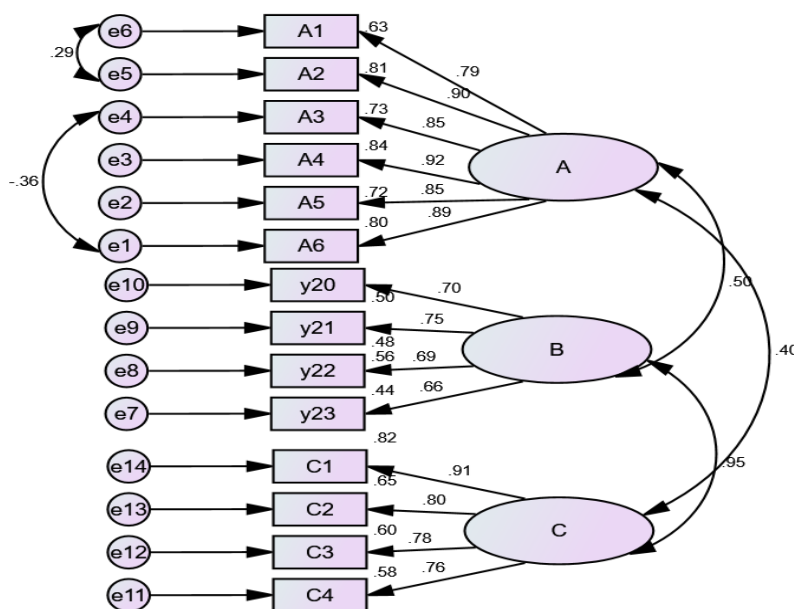 e6 A1 .63
.29
.79
e5 A2 .81
.90
e4 A3 .73
.85
e3 A4 .84
.92
A
-.36
e2 A5 .72
.85
e1 A6 .80
.89
e10 y20 .50
.70
.50
e9 y21
.75
.48
B
.40
e8 y22 .56
.69
e7 y23 .44
.66
.82
e14 C1
.91
.95
.65
e13 C2
.80
.60
C
e12 C3
.78
.58
e11 C4
.76